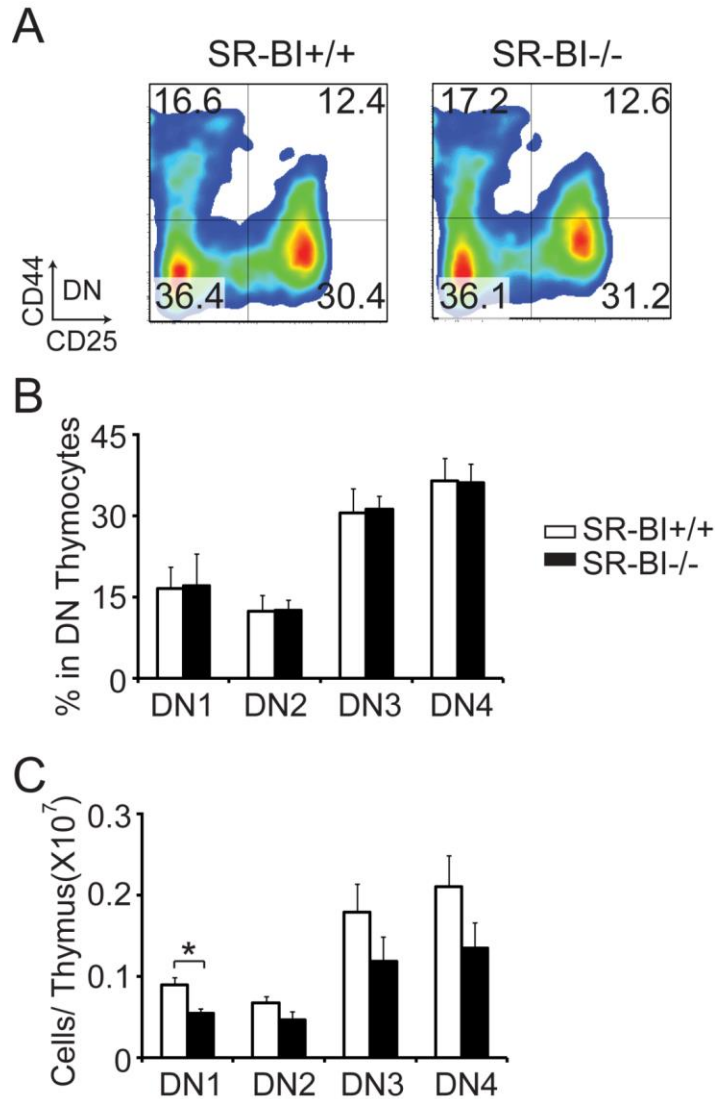 A
SR-BI+/+
SR-BI-/-
16.6
12.4
17.2
12.6
CD44
DN
36.4
30.4
36.1
31.2
CD25
B
% in DN Thymocytes
45
30
15
0
DN1
DN2
DN3
DN4
SR-BI+/+
SR-BI-/-
C
Cells/ Thymus(X10⁷)
0.3
0.2
0.1
0
*
DN1
DN2
DN3
DN4